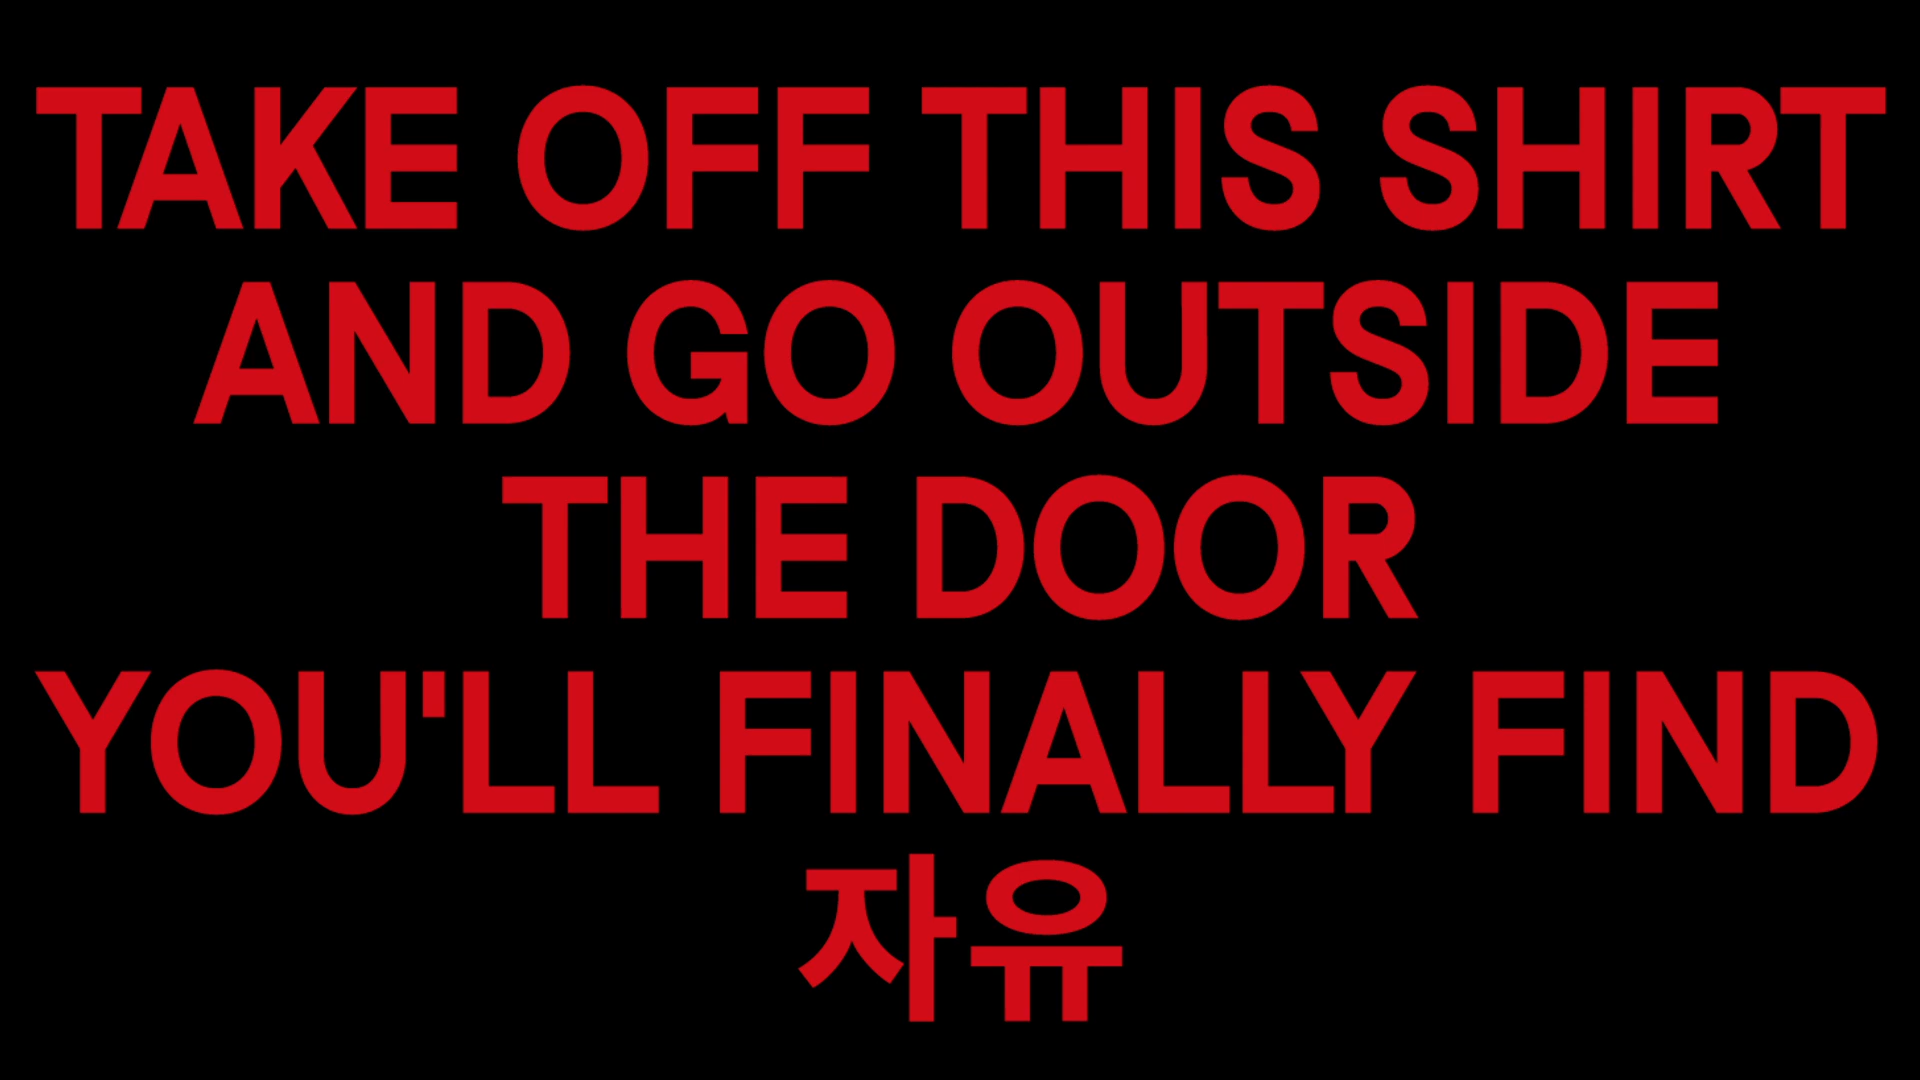 TAKE OFF THIS SHIRT
AND GO OUTSIDE
THE DOOR
YOU'LL FINALLY FIND
자유